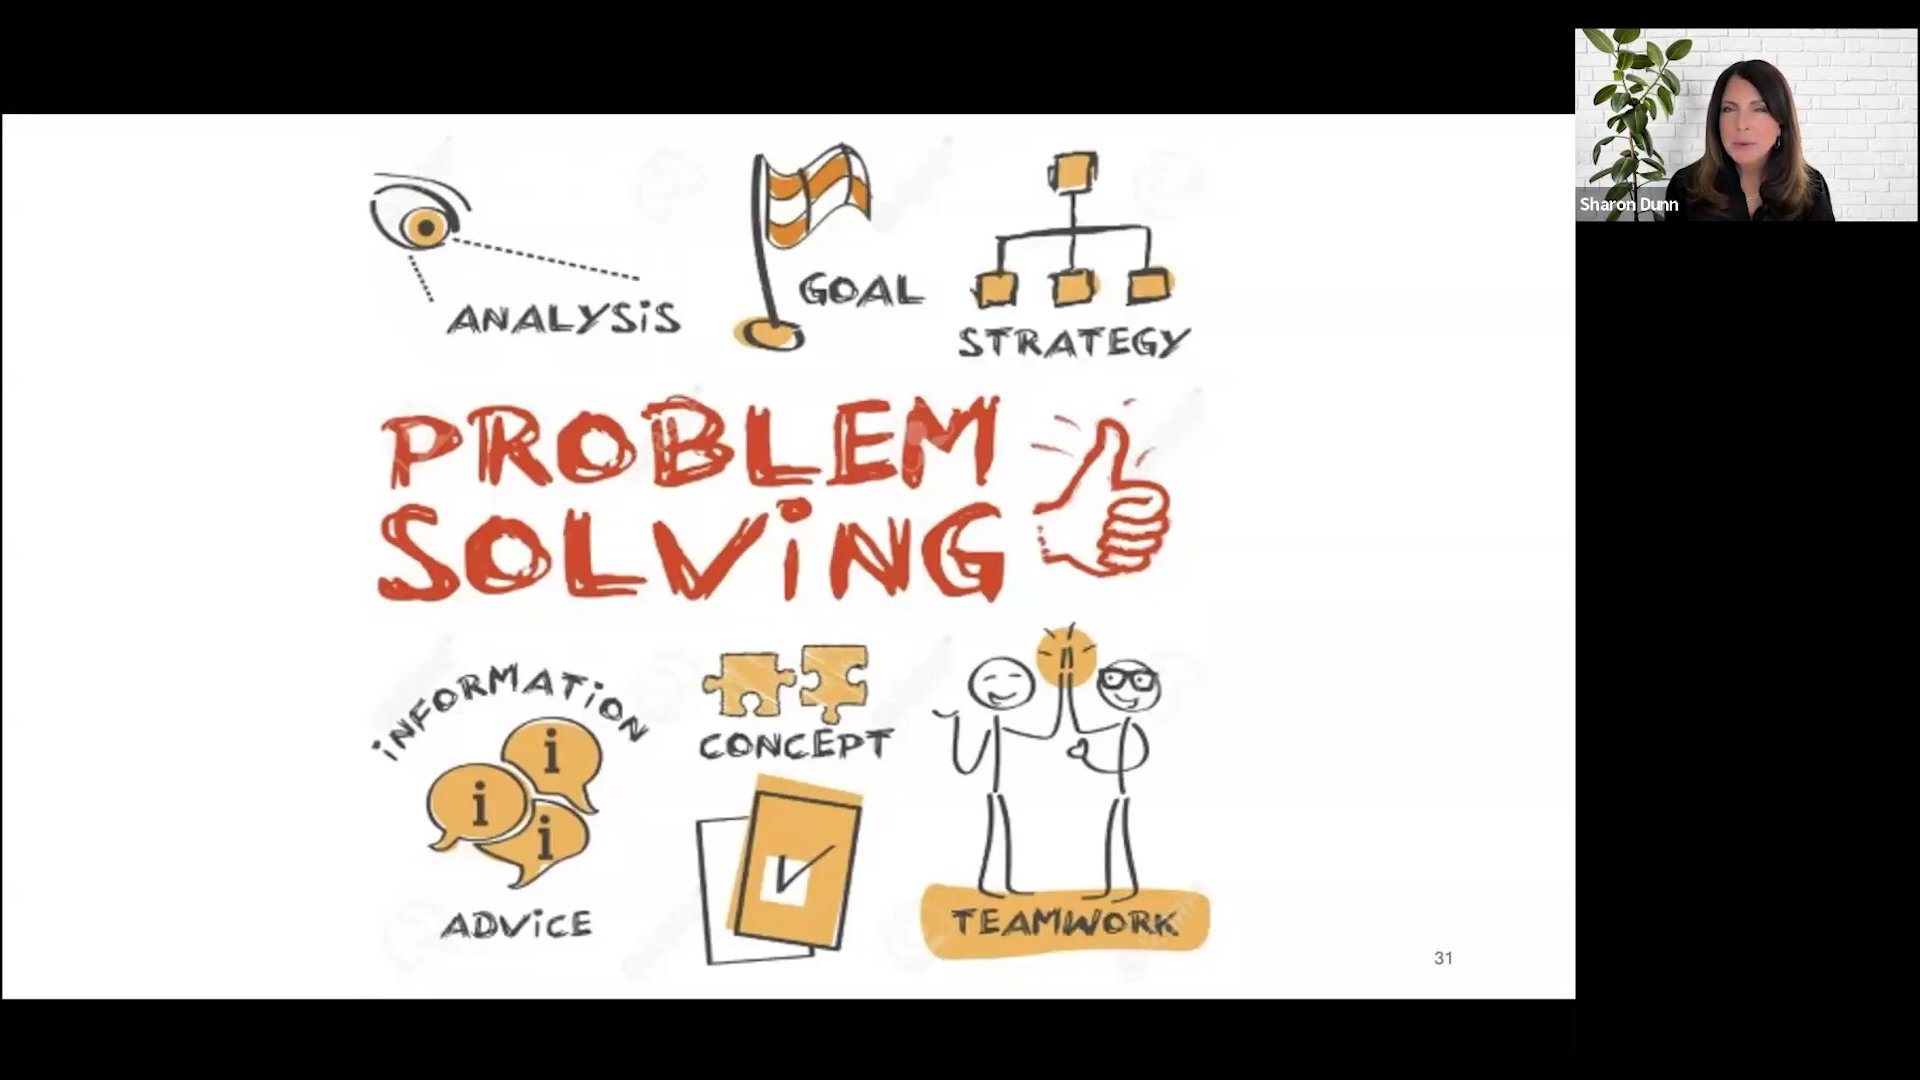 Sharon Dunn
ANALYSiS
GOAL
STRATEGY
PROBLEM
SOLViNG
iNFORMATiON
i
i
i
ADViCE
CONCEPT
TEAMWORK
31